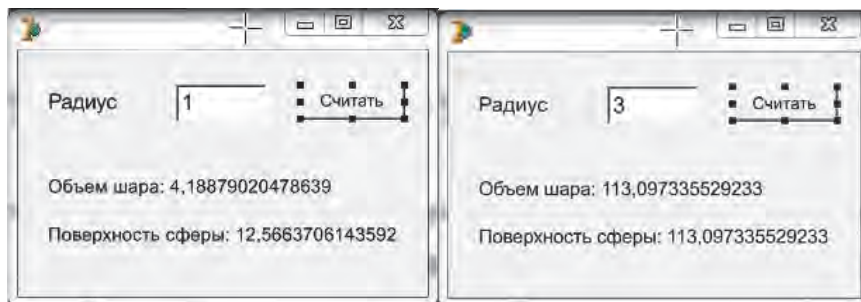 Радиус 1 Считать
Объем шара: 4,18879020478639
Поверхность сферы: 12,5663706143592
Радиус 3 Считать
Объем шара: 113,097335529233
Поверхность сферы: 113,097335529233